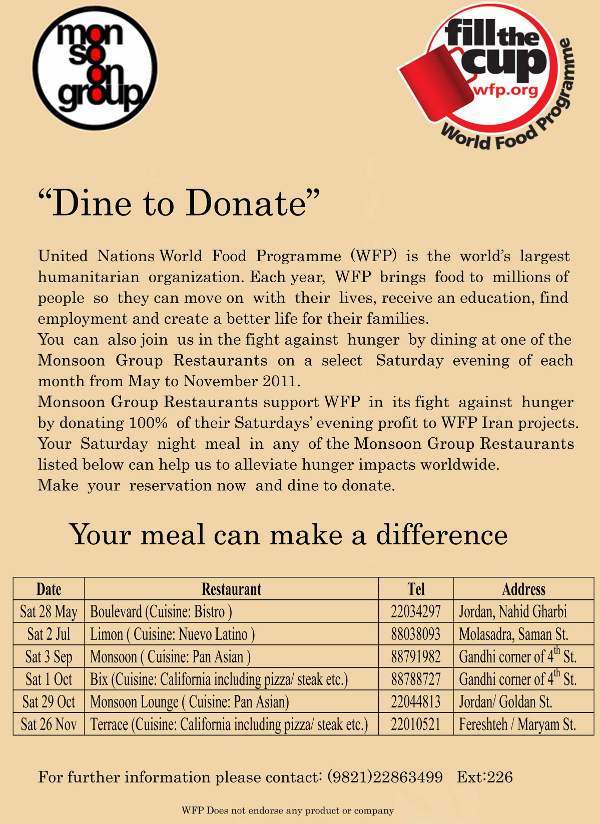 mon
so
on
group
fill the
cup
wfp.org
World Food Programme
“Dine to Donate”
United Nations World Food Programme (WFP) is the world’s largest
humanitarian organization. Each year, WFP brings food to millions of
people so they can move on with their lives, receive an education, find
employment and create a better life for their families.
You can also join us in the fight against hunger by dining at one of the
Monsoon Group Restaurants on a select Saturday evening of each
month from May to November 2011.
Monsoon Group Restaurants support WFP in its fight against hunger
by donating 100% of their Saturdays’ evening profit to WFP Iran projects.
Your Saturday night meal in any of the Monsoon Group Restaurants
listed below can help us to alleviate hunger impacts worldwide.
Make your reservation now and dine to donate.
Your meal can make a difference
Date Restaurant Tel Address
Sat 28 May Boulevard (Cuisine: Bistro ) 22034297 Jordan, Nahid Gharbi
Sat 2 Jul Limon ( Cuisine: Nuevo Latino ) 88038093 Molasadra, Saman St.
Sat 3 Sep Monsoon ( Cuisine: Pan Asian ) 88791982 Gandhi corner of 4th St.
Sat 1 Oct Bix (Cuisine: California including pizza/ steak etc.) 88788727 Gandhi corner of 4th St.
Sat 29 Oct Monsoon Lounge ( Cuisine: Pan Asian) 22044813 Jordan/ Goldan St.
Sat 26 Nov Terrace (Cuisine: California including pizza/ steak etc.) 22010521 Fereshteh / Maryam St.
For further information please contact: (9821)22863499 Ext:226
WFP Does not endorse any product or company